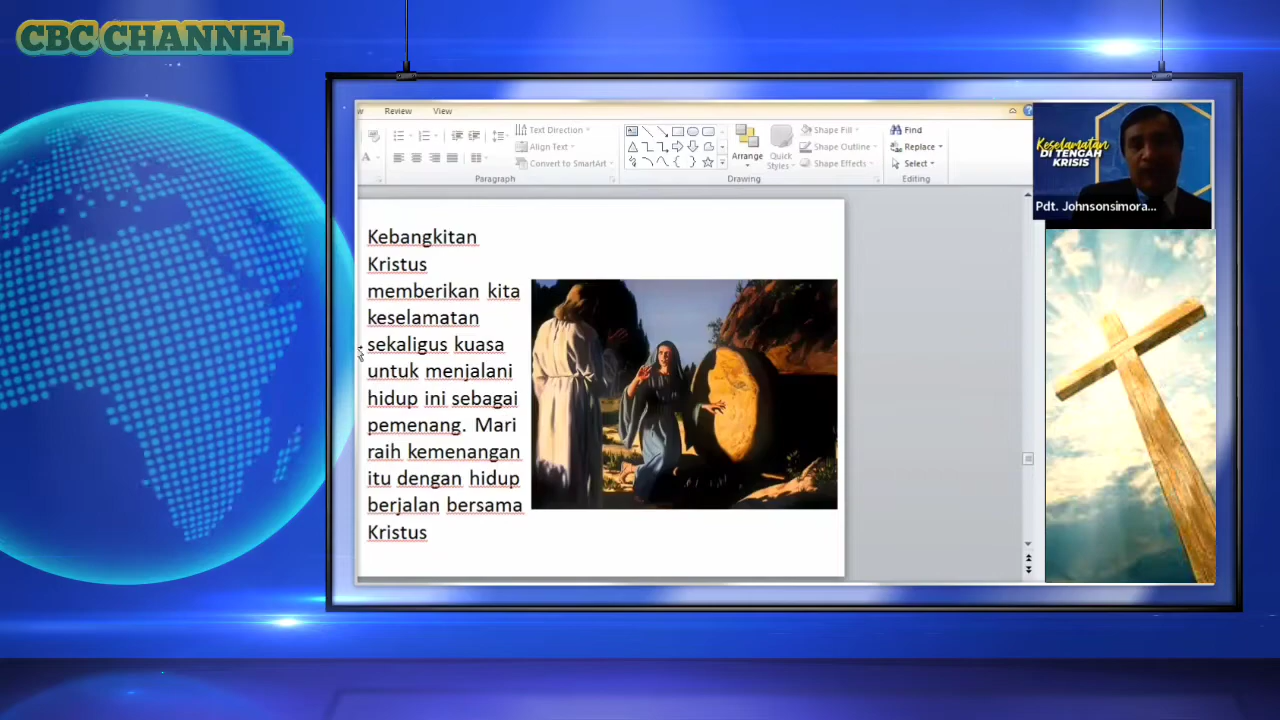 CBC CHANNEL
Review View
Text Direction
Align Text
Convert to SmartArt
Paragraph
Arrange
Quick
Styles
Shape Fill
Shape Outline
Shape Effects
Drawing
Find
Replace
Select
Editing
Keselamatan
DI TENGAH
KRISIS
Pdt. Johnsonsimora...
Kebangkitan
Kristus
memberikan kita
keselamatan
sekaligus kuasa
untuk menjalani
hidup ini sebagai
pemenang. Mari
raih kemenangan
itu dengan hidup
berjalan bersama
Kristus